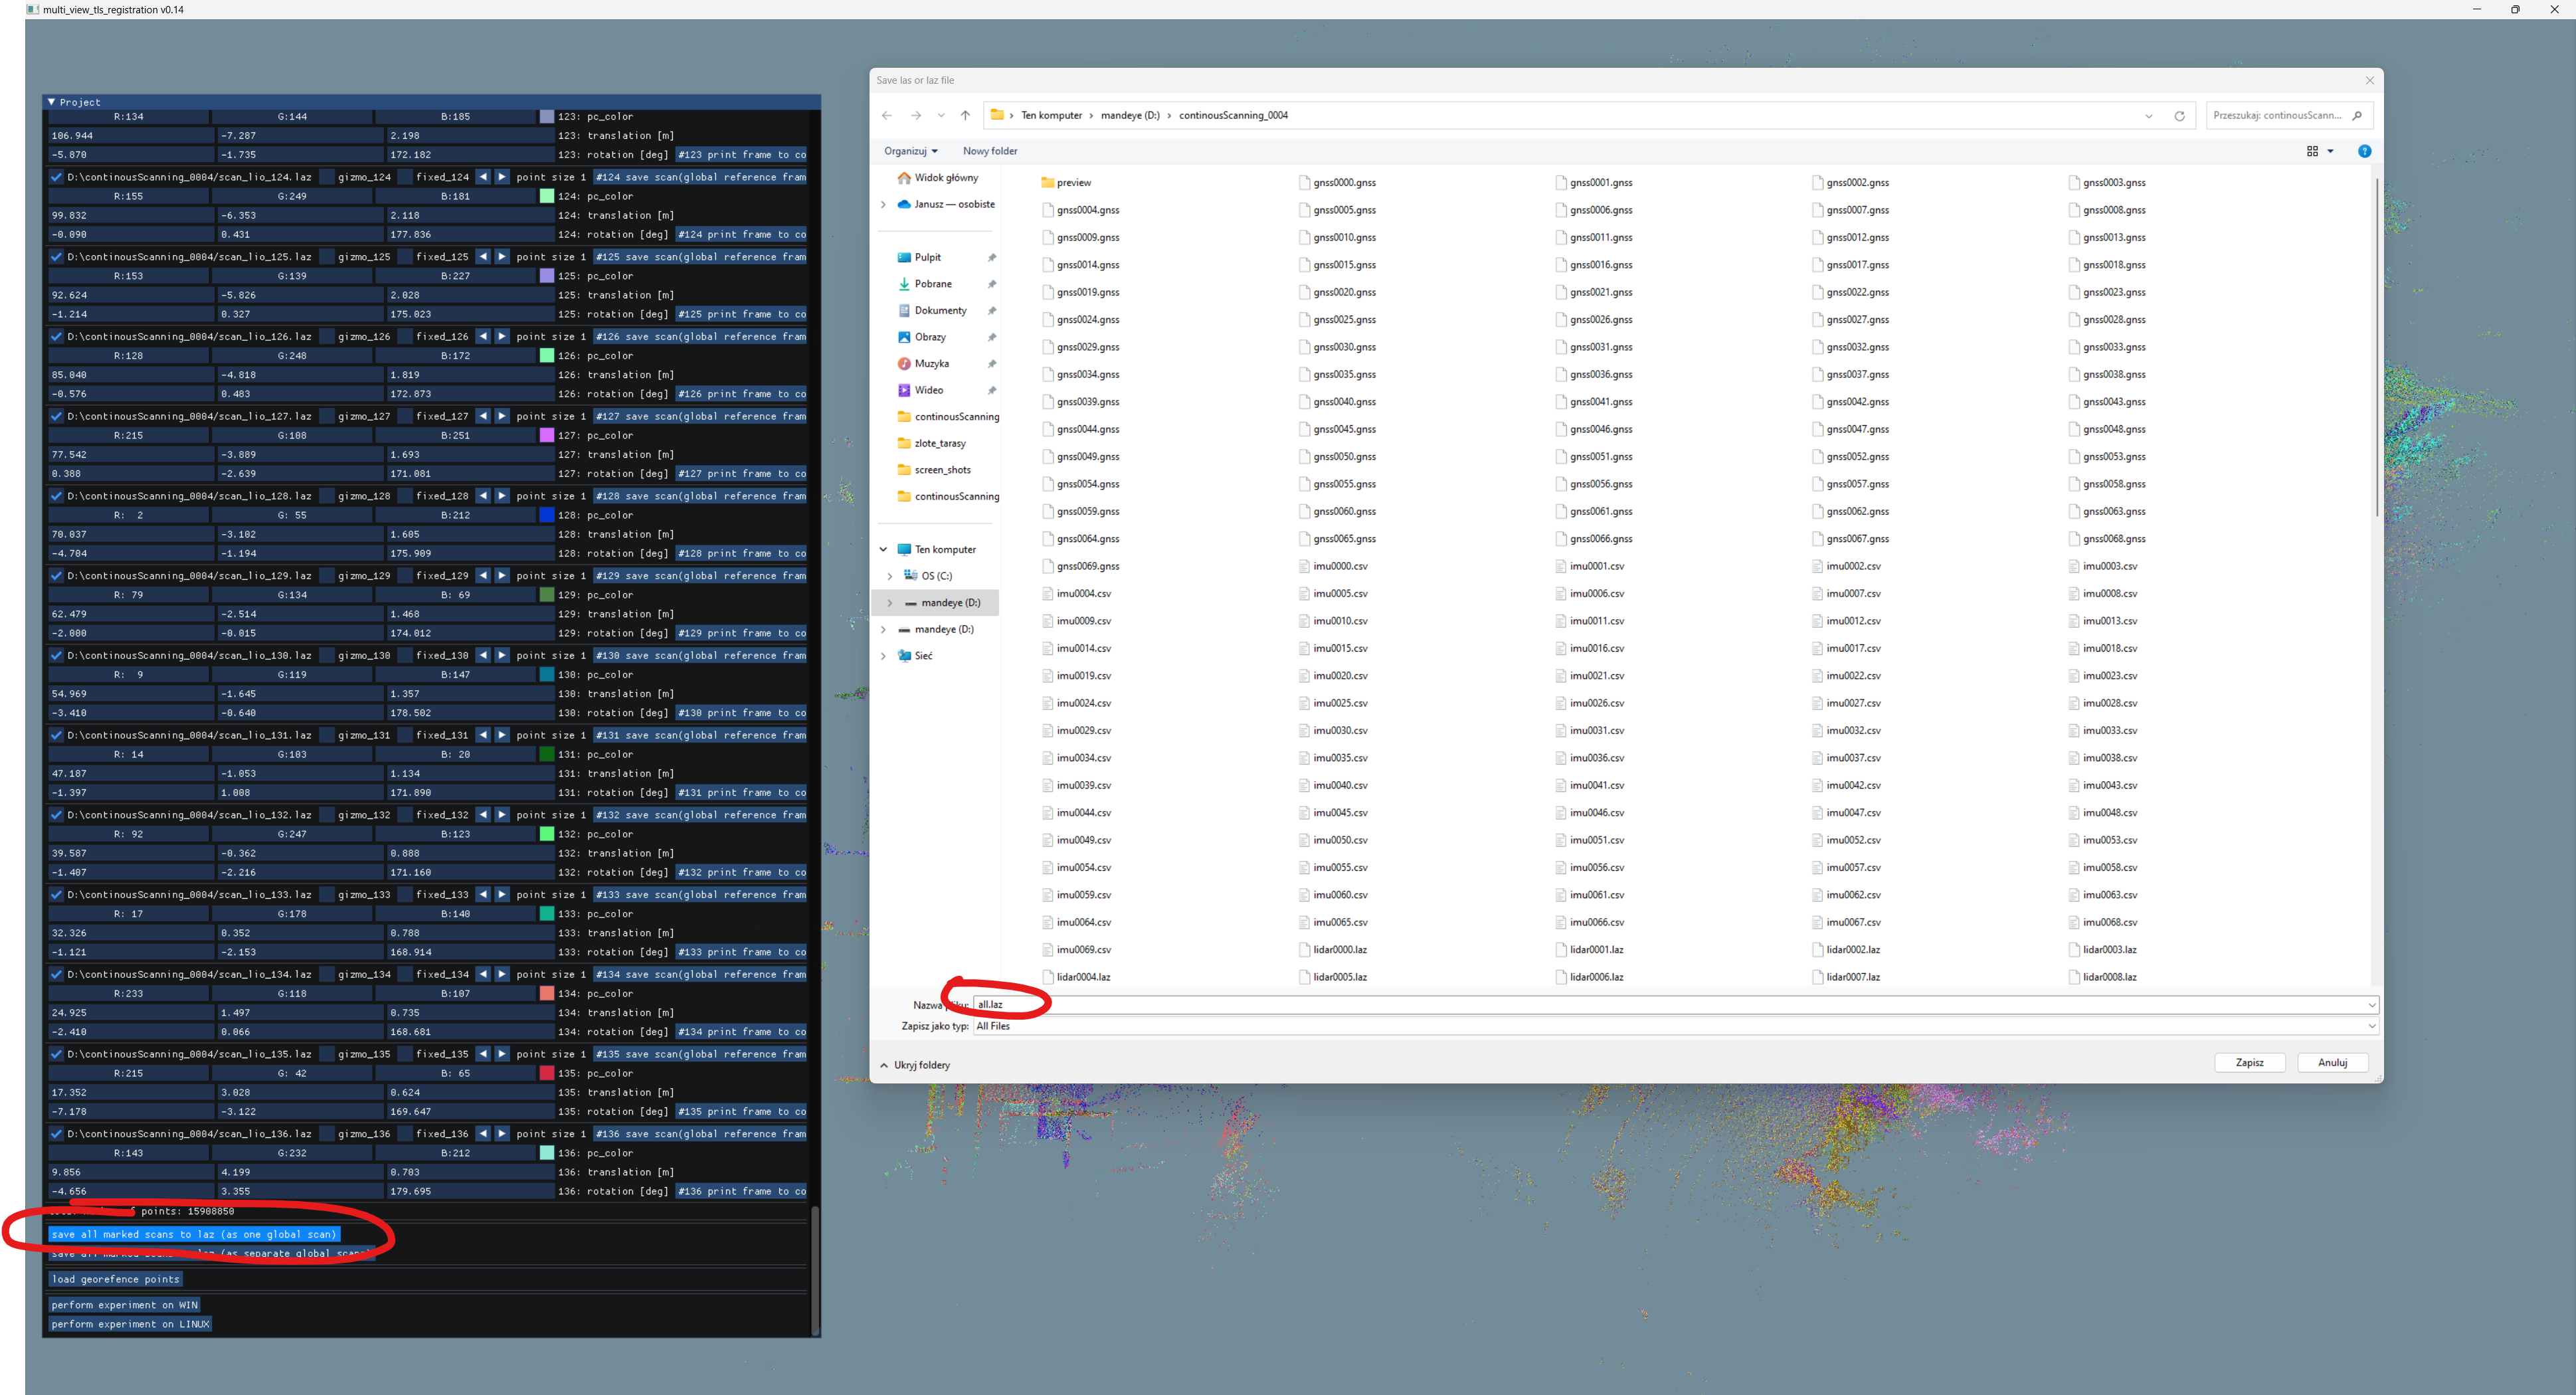 multi_view_tls_registration v0.14
Project
R:134 G:144 B:185 123: pc_color
106.944 -7.287 2.198 123: translation [m]
-5.870 -1.735 172.182 123: rotation [deg] #123 print frame to co
D:\continousScanning_0004/scan_lio_124.laz gizmo_124 fixed_124 point size 1 #124 save scan(global reference fram
R:155 G:249 B:181 124: pc_color
99.832 -6.353 2.118 124: translation [m]
-0.090 0.431 177.836 124: rotation [deg] #124 print frame to co
D:\continousScanning_0004/scan_lio_125.laz gizmo_125 fixed_125 point size 1 #125 save scan(global reference fram
R:153 G:139 B:227 125: pc_color
92.624 -5.826 2.028 125: translation [m]
-1.214 0.327 175.023 125: rotation [deg] #125 print frame to co
D:\continousScanning_0004/scan_lio_126.laz gizmo_126 fixed_126 point size 1 #126 save scan(global reference fram
R:128 G:248 B:172 126: pc_color
85.040 -4.818 1.819 126: translation [m]
-0.576 0.483 172.873 126: rotation [deg] #126 print frame to co
D:\continousScanning_0004/scan_lio_127.laz gizmo_127 fixed_127 point size 1 #127 save scan(global reference fram
R:215 G:108 B:251 127: pc_color
77.542 -3.889 1.693 127: translation [m]
0.388 -2.639 171.081 127: rotation [deg] #127 print frame to co
D:\continousScanning_0004/scan_lio_128.laz gizmo_128 fixed_128 point size 1 #128 save scan(global reference fram
R: 2 G: 55 B:212 128: pc_color
70.037 -3.102 1.605 128: translation [m]
-4.704 -1.194 175.909 128: rotation [deg] #128 print frame to co
D:\continousScanning_0004/scan_lio_129.laz gizmo_129 fixed_129 point size 1 #129 save scan(global reference fram
R: 79 G:134 B: 69 129: pc_color
62.479 -2.514 1.468 129: translation [m]
-2.000 -0.015 174.012 129: rotation [deg] #129 print frame to co
D:\continousScanning_0004/scan_lio_130.laz gizmo_130 fixed_130 point size 1 #130 save scan(global reference fram
R: 9 G:119 B:147 130: pc_color
54.969 -1.645 1.357 130: translation [m]
-3.410 -0.640 178.502 130: rotation [deg] #130 print frame to co
D:\continousScanning_0004/scan_lio_131.laz gizmo_131 fixed_131 point size 1 #131 save scan(global reference fram
R: 14 G:103 B: 20 131: pc_color
47.187 -1.053 1.134 131: translation [m]
-1.397 1.008 171.890 131: rotation [deg] #131 print frame to co
D:\continousScanning_0004/scan_lio_132.laz gizmo_132 fixed_132 point size 1 #132 save scan(global reference fram
R: 92 G:247 B:123 132: pc_color
39.587 -0.362 0.888 132: translation [m]
-1.407 -2.216 171.160 132: rotation [deg] #132 print frame to co
D:\continousScanning_0004/scan_lio_133.laz gizmo_133 fixed_133 point size 1 #133 save scan(global reference fram
R: 17 G:178 B:140 133: pc_color
32.326 0.352 0.788 133: translation [m]
-1.121 -2.153 168.914 133: rotation [deg] #133 print frame to co
D:\continousScanning_0004/scan_lio_134.laz gizmo_134 fixed_134 point size 1 #134 save scan(global reference fram
R:233 G:118 B:107 134: pc_color
24.925 1.497 0.735 134: translation [m]
-2.410 0.066 168.681 134: rotation [deg] #134 print frame to co
D:\continousScanning_0004/scan_lio_135.laz gizmo_135 fixed_135 point size 1 #135 save scan(global reference fram
R:215 G: 42 B: 65 135: pc_color
17.352 3.028 0.624 135: translation [m]
-7.178 -3.122 169.647 135: rotation [deg] #135 print frame to co
D:\continousScanning_0004/scan_lio_136.laz gizmo_136 fixed_136 point size 1 #136 save scan(global reference fram
R:143 G:232 B:212 136: pc_color
9.856 4.199 0.703 136: translation [m]
-4.656 3.355 179.695 136: rotation [deg] #136 print frame to co
points: 15908850
save all marked scans to laz (as one global scan)
save all marked laz (as separate global scans)
load georefence points
perform experiment on WIN
perform experiment on LINUX
Save las or laz file
Ten komputer mandeye (D:) continousScanning_0004
Przeszukaj: continousScann...
Organizuj Nowy folder
Widok główny
Janusz — osobiste
Pulpit
Pobrane
Dokumenty
Obrazy
Muzyka
Wideo
continousScanning
zlote_tarasy
screen_shots
continousScanning
Ten komputer
OS (C:)
mandeye (D:)
mandeye (D:)
Sieć
preview gnss0000.gnss gnss0001.gnss gnss0002.gnss gnss0003.gnss
gnss0004.gnss gnss0005.gnss gnss0006.gnss gnss0007.gnss gnss0008.gnss
gnss0009.gnss gnss0010.gnss gnss0011.gnss gnss0012.gnss gnss0013.gnss
gnss0014.gnss gnss0015.gnss gnss0016.gnss gnss0017.gnss gnss0018.gnss
gnss0019.gnss gnss0020.gnss gnss0021.gnss gnss0022.gnss gnss0023.gnss
gnss0024.gnss gnss0025.gnss gnss0026.gnss gnss0027.gnss gnss0028.gnss
gnss0029.gnss gnss0030.gnss gnss0031.gnss gnss0032.gnss gnss0033.gnss
gnss0034.gnss gnss0035.gnss gnss0036.gnss gnss0037.gnss gnss0038.gnss
gnss0039.gnss gnss0040.gnss gnss0041.gnss gnss0042.gnss gnss0043.gnss
gnss0044.gnss gnss0045.gnss gnss0046.gnss gnss0047.gnss gnss0048.gnss
gnss0049.gnss gnss0050.gnss gnss0051.gnss gnss0052.gnss gnss0053.gnss
gnss0054.gnss gnss0055.gnss gnss0056.gnss gnss0057.gnss gnss0058.gnss
gnss0059.gnss gnss0060.gnss gnss0061.gnss gnss0062.gnss gnss0063.gnss
gnss0064.gnss gnss0065.gnss gnss0066.gnss gnss0067.gnss gnss0068.gnss
gnss0069.gnss imu0000.csv imu0001.csv imu0002.csv imu0003.csv
imu0004.csv imu0005.csv imu0006.csv imu0007.csv imu0008.csv
imu0009.csv imu0010.csv imu0011.csv imu0012.csv imu0013.csv
imu0014.csv imu0015.csv imu0016.csv imu0017.csv imu0018.csv
imu0019.csv imu0020.csv imu0021.csv imu0022.csv imu0023.csv
imu0024.csv imu0025.csv imu0026.csv imu0027.csv imu0028.csv
imu0029.csv imu0030.csv imu0031.csv imu0032.csv imu0033.csv
imu0034.csv imu0035.csv imu0036.csv imu0037.csv imu0038.csv
imu0039.csv imu0040.csv imu0041.csv imu0042.csv imu0043.csv
imu0044.csv imu0045.csv imu0046.csv imu0047.csv imu0048.csv
imu0049.csv imu0050.csv imu0051.csv imu0052.csv imu0053.csv
imu0054.csv imu0055.csv imu0056.csv imu0057.csv imu0058.csv
imu0059.csv imu0060.csv imu0061.csv imu0062.csv imu0063.csv
imu0064.csv imu0065.csv imu0066.csv imu0067.csv imu0068.csv
imu0069.csv lidar0000.laz lidar0001.laz lidar0002.laz lidar0003.laz
lidar0004.laz lidar0005.laz lidar0006.laz lidar0007.laz lidar0008.laz
Nazwa pliku: all.laz
Zapisz jako typ: All Files
Ukryj foldery
Zapisz Anuluj